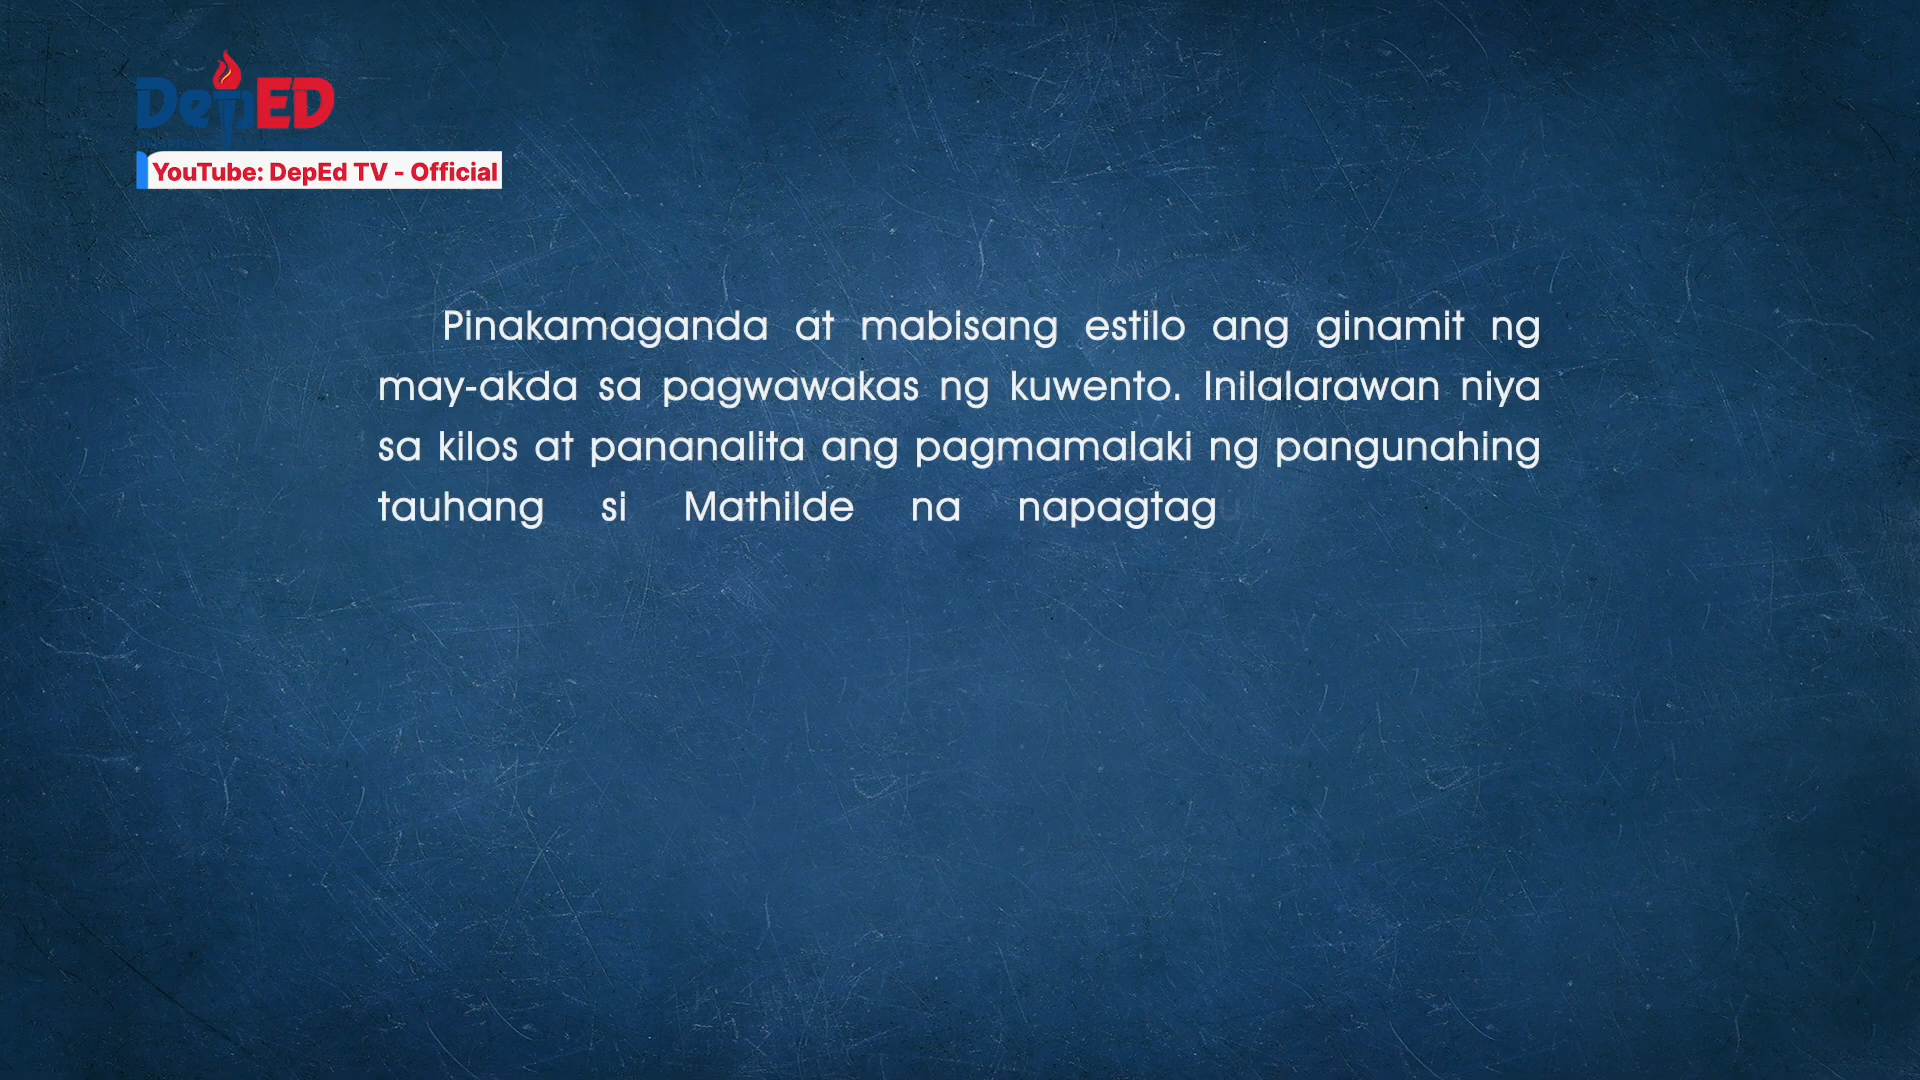 DepED
YouTube: DepEd TV - Official
Pinakamaganda at mabisang estilo ang ginamit ng
may-akda sa pagwawakas ng kuwento. Inilalarawan niya
sa kilos at pananalita ang pagmamalaki ng pangunahing
tauhang si Mathilde na napagtagu